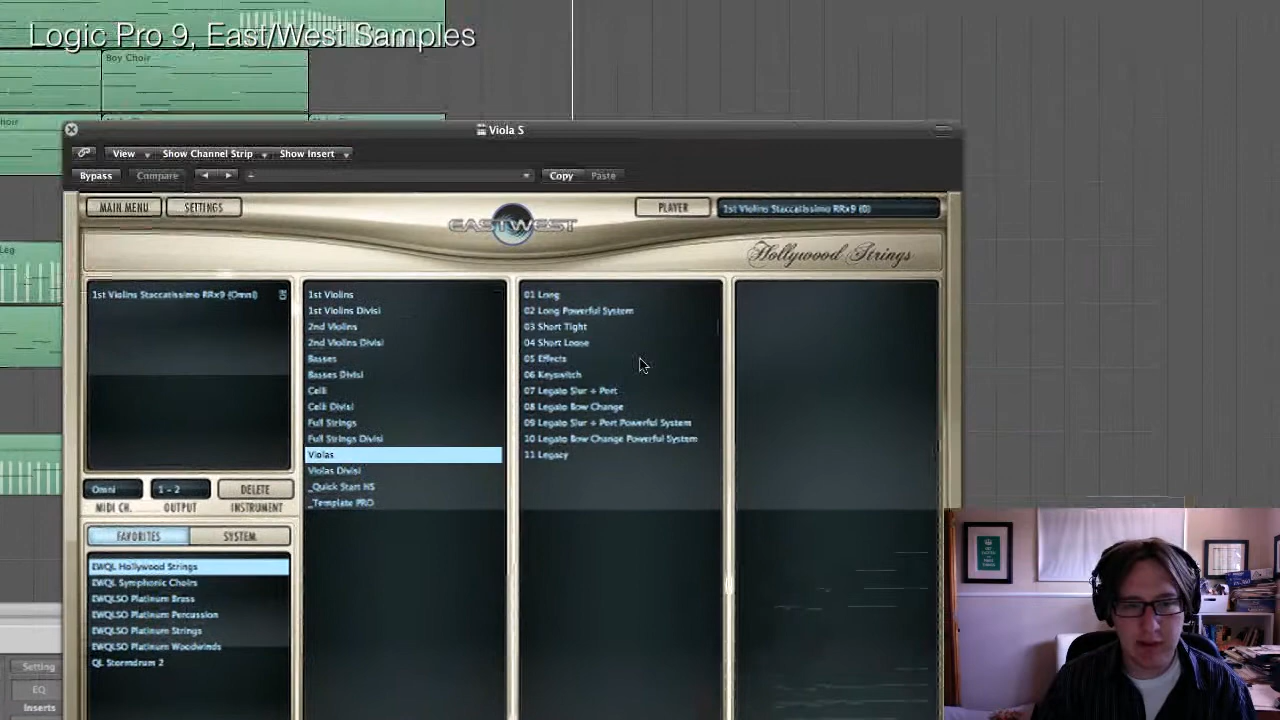 Logic Pro 9, East/West Samples
Boy Choir
Viola S
View
Show Channel Strip
Show Insert
Bypass
Compare
Copy
Paste
MAIN MENU
SETTINGS
EASTWEST
PLAYER
1st Violins Staccatissimo RRx9 (0)
Hollywood Strings
Leg
1st Violins Staccatissimo RRx9 (Omni)
1st Violins
1st Violins Divisi
2nd Violins
2nd Violins Divisi
Basses
Basses Divisi
Celli
Celli Divisi
Full Strings
Full Strings Divisi
Violas
Violas Divisi
_Quick Start HS
_Template PRO
01 Long
02 Long Powerful System
03 Short Tight
04 Short Loose
05 Effects
06 Keyswitch
07 Legato Slur + Port
08 Legato Bow Change
09 Legato Slur + Port Powerful System
10 Legato Bow Change Powerful System
11 Legacy
Omni
1 - 2
DELETE
MIDI CH.
OUTPUT
INSTRUMENT
FAVORITES
SYSTEM
EWQL Hollywood Strings
EWQL Symphonic Choirs
EWQLSO Platinum Brass
EWQLSO Platinum Percussion
EWQLSO Platinum Strings
EWQLSO Platinum Woodwinds
QL Stormdrum 2
Setting
EQ
Inserts